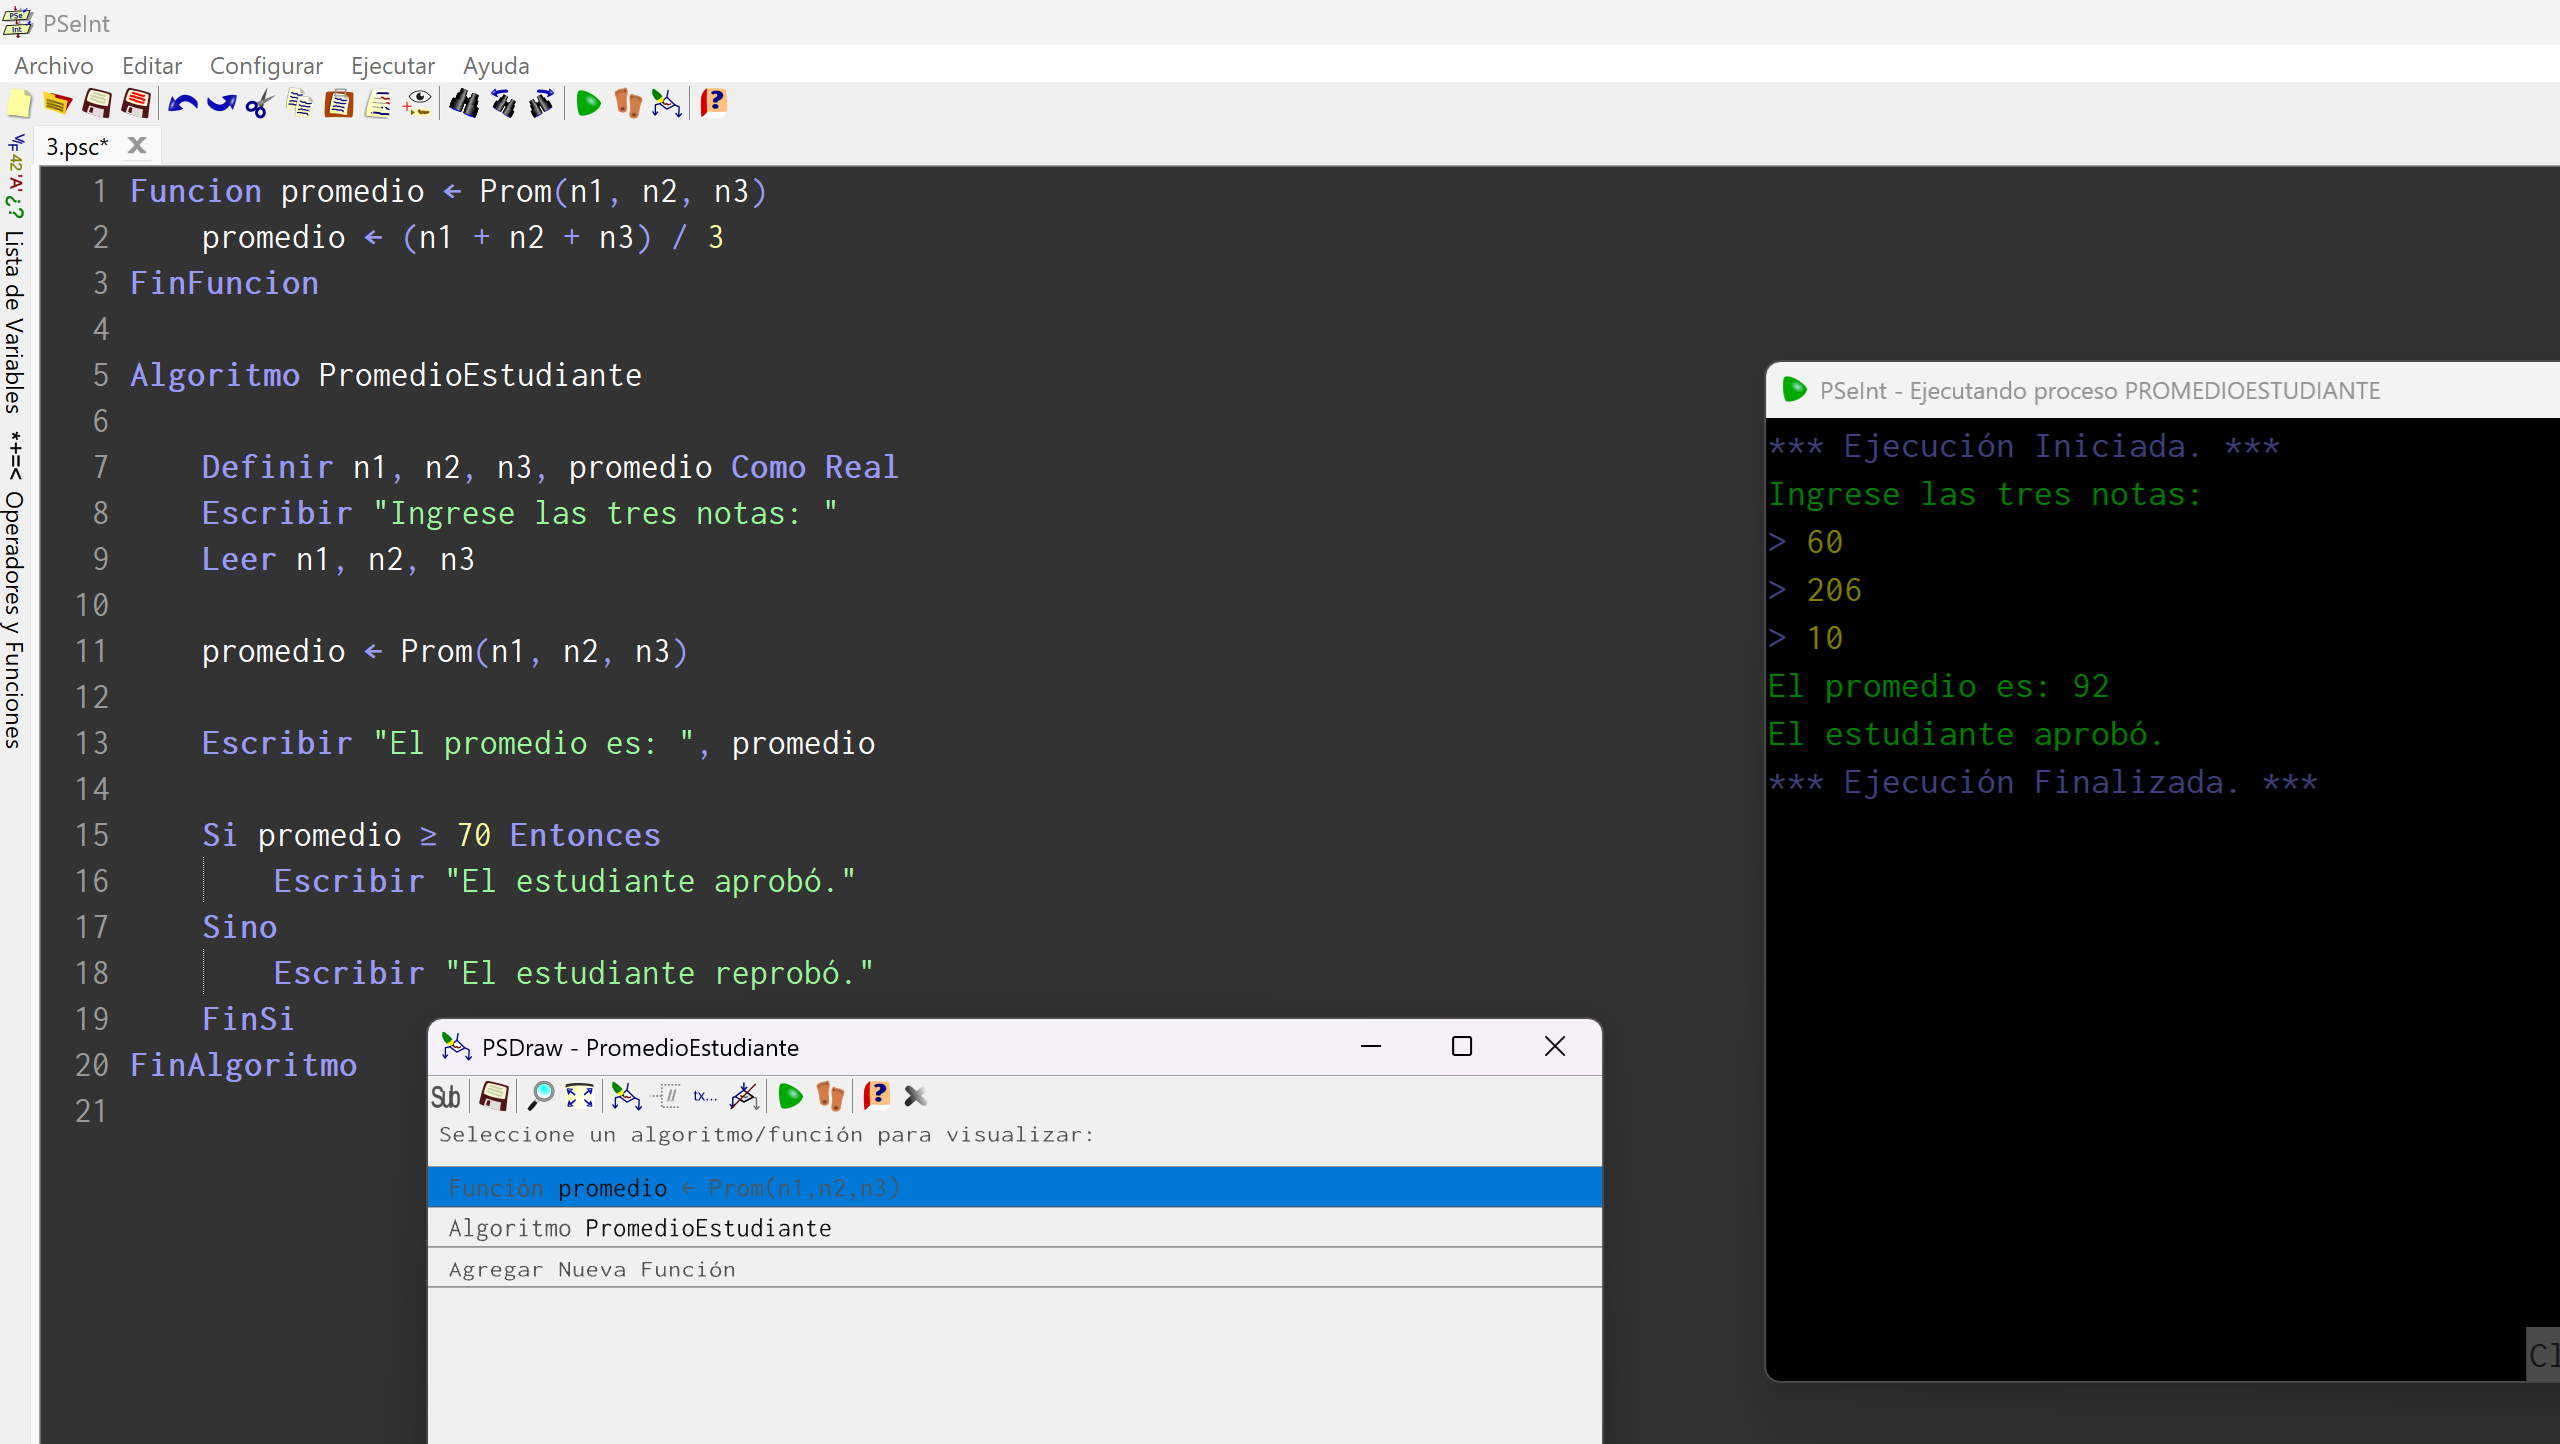 PSeInt
Archivo Editar Configurar Ejecutar Ayuda
3.psc*
Lista de Variables
*+=< Operadores y Funciones
1 Funcion promedio ← Prom(n1, n2, n3)
2 promedio ← (n1 + n2 + n3) / 3
3 FinFuncion
4
5 Algoritmo PromedioEstudiante
6
7 Definir n1, n2, n3, promedio Como Real
8 Escribir "Ingrese las tres notas: "
9 Leer n1, n2, n3
10
11 promedio ← Prom(n1, n2, n3)
12
13 Escribir "El promedio es: ", promedio
14
15 Si promedio ≥ 70 Entonces
16 Escribir "El estudiante aprobó."
17 Sino
18 Escribir "El estudiante reprobó."
19 FinSi
20 FinAlgoritmo
21
PSeInt - Ejecutando proceso PROMEDIOESTUDIANTE
*** Ejecución Iniciada. ***
Ingrese las tres notas:
> 60
> 206
> 10
El promedio es: 92
El estudiante aprobó.
*** Ejecución Finalizada. ***
PSDraw - PromedioEstudiante
Sub tx...
Seleccione un algoritmo/función para visualizar:
Función promedio ← Prom(n1,n2,n3)
Algoritmo PromedioEstudiante
Agregar Nueva Función